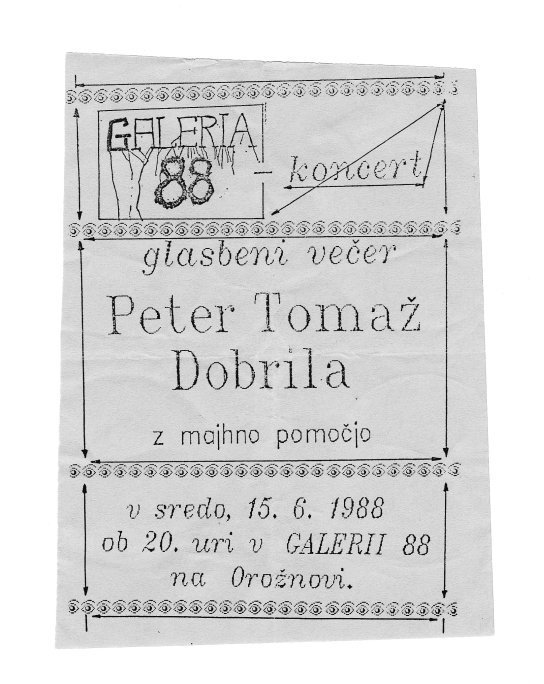 GALERIA
88 – koncert
glasbeni večer
Peter Tomaž
Dobrila
z majhno pomočjo
v sredo, 15. 6. 1988
ob 20. uri v GALERII 88
na Orožnovi.